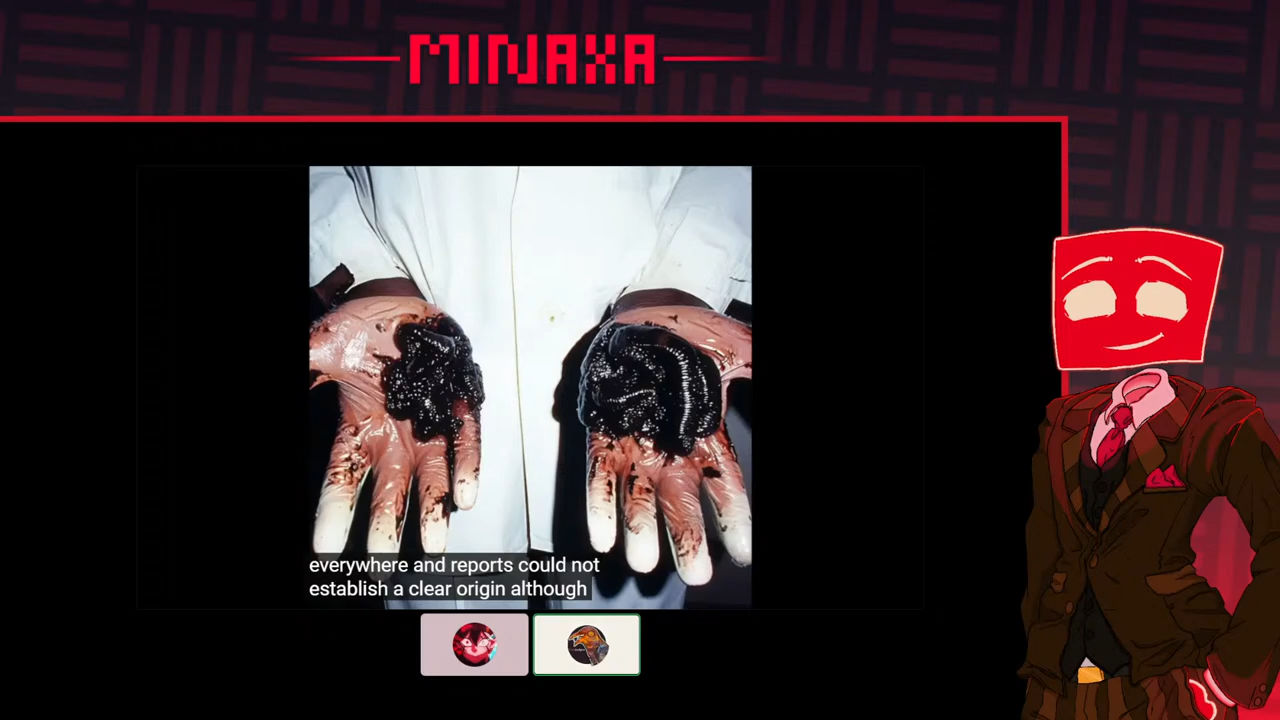 MINAXA
everywhere and reports could not
establish a clear origin although